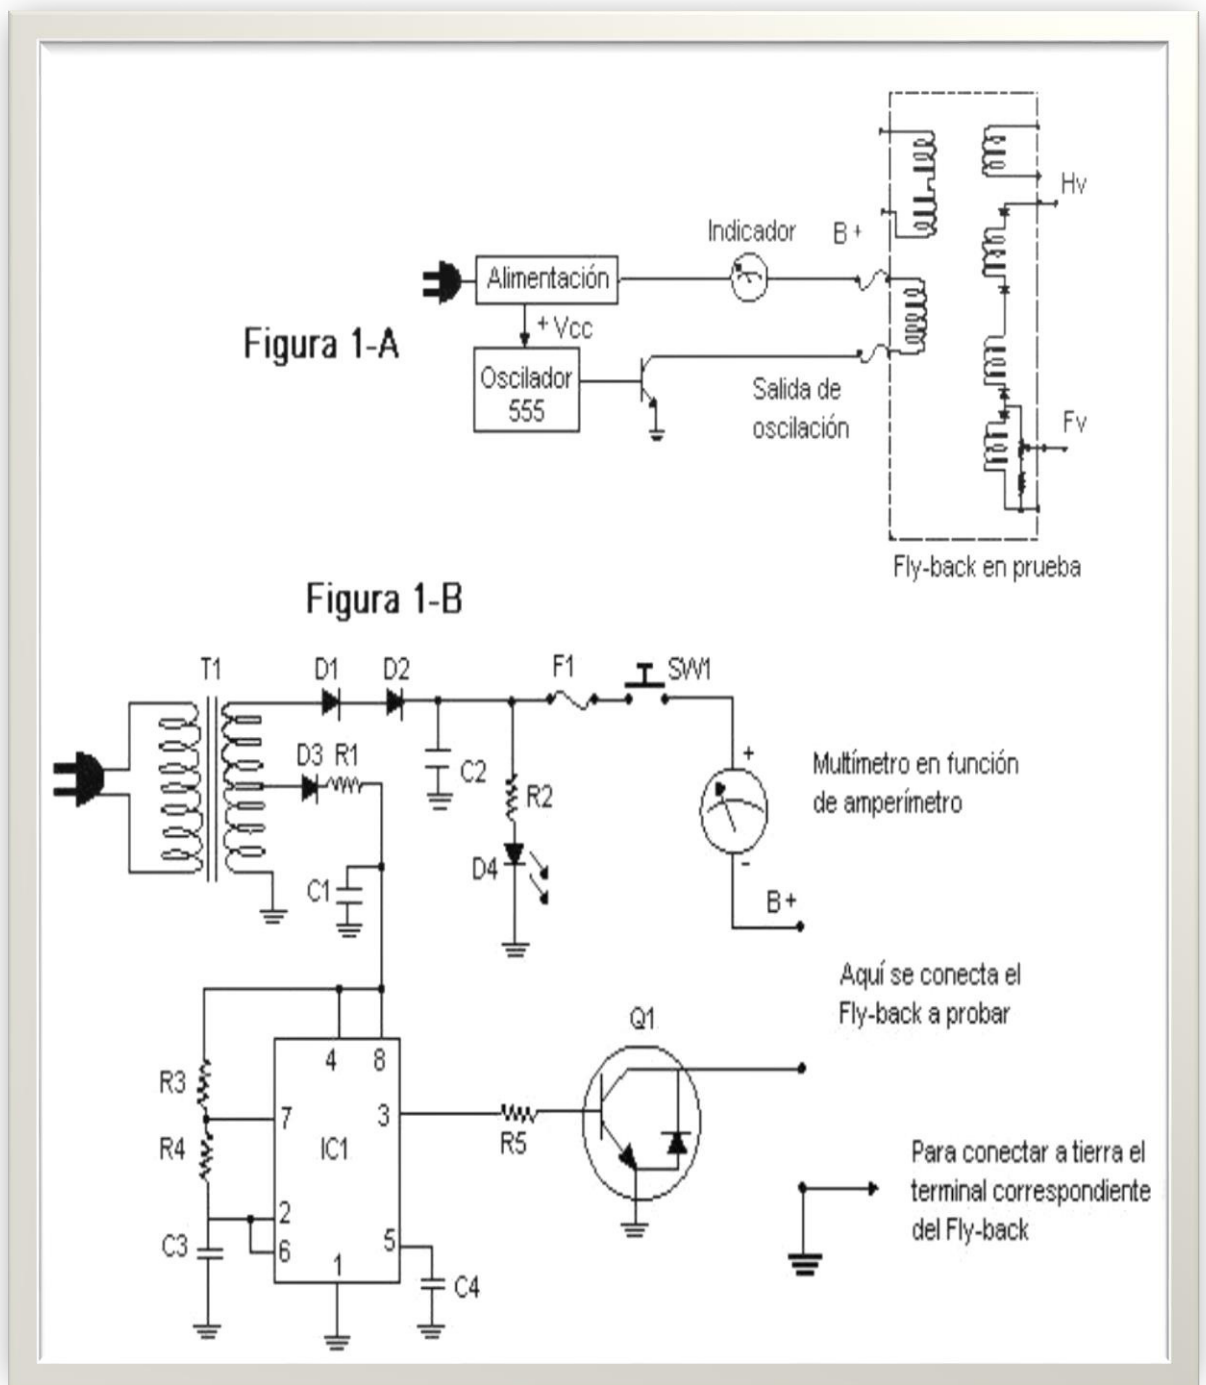 Hv
Indicador
B +
Alimentación
+ Vcc
Figura 1-A
Oscilador
555
Salida de
oscilación
Fv
Fly-back en prueba
Figura 1-B
T1
D1
D2
F1
SW1
D3
R1
C2
R2
+
Multímetro en función
de amperímetro
-
D4
C1
B+
Aquí se conecta el
Fly-back a probar
Q1
4
8
R3
7
3
R4
IC1
R5
Para conectar a tierra el
terminal correspondiente
del Fly-back
2
C3
6
5
1
C4